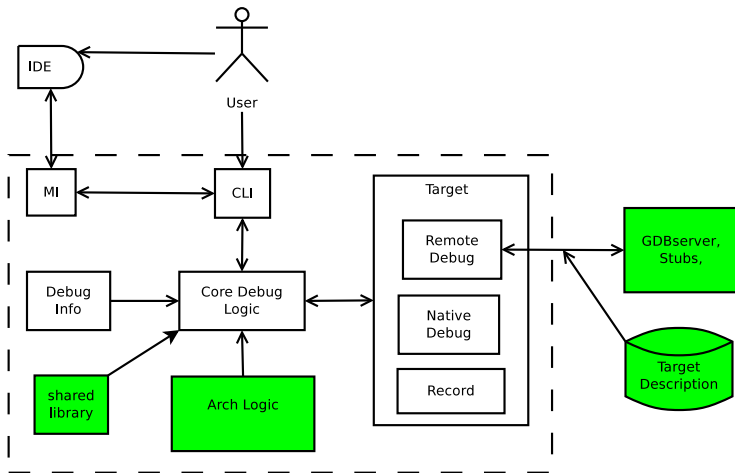 IDE
User
MI
CLI
Target
Remote
Debug
GDBserver,
Stubs,
Debug
Info
Core Debug
Logic
Native
Debug
Target
Description
shared
library
Arch Logic
Record